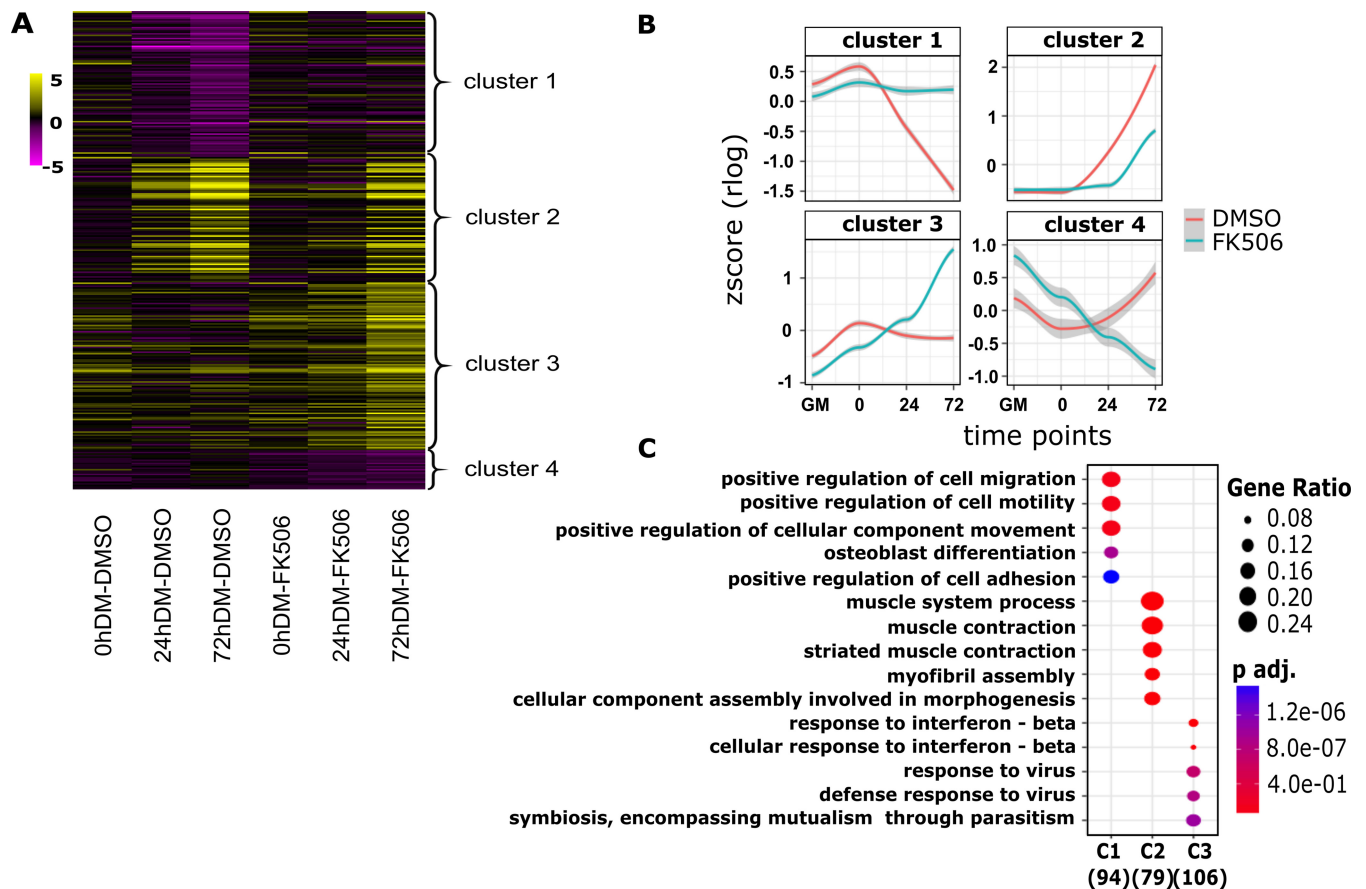 A
5
0
-5
cluster 1
cluster 2
cluster 3
cluster 4
0hDM-DMSO
24hDM-DMSO
72hDM-DMSO
0hDM-FK506
24hDM-FK506
72hDM-FK506
B
zscore (rlog)
cluster 1
0.5
0.0
-0.5
-1.0
-1.5
cluster 2
2
1
0
cluster 3
1
0
-1
GM 0 24 72
cluster 4
1.0
0.5
0.0
-0.5
-1.0
GM 0 24 72
time points
DMSO
FK506
C
positive regulation of cell migration
positive regulation of cell motility
positive regulation of cellular component movement
osteoblast differentiation
positive regulation of cell adhesion
muscle system process
muscle contraction
striated muscle contraction
myofibril assembly
cellular component assembly involved in morphogenesis
response to interferon - beta
cellular response to interferon - beta
response to virus
defense response to virus
symbiosis, encompassing mutualism through parasitism
C1 C2 C3
(94) (79) (106)
Gene Ratio
0.08
0.12
0.16
0.20
0.24
p adj.
1.2e-06
8.0e-07
4.0e-01